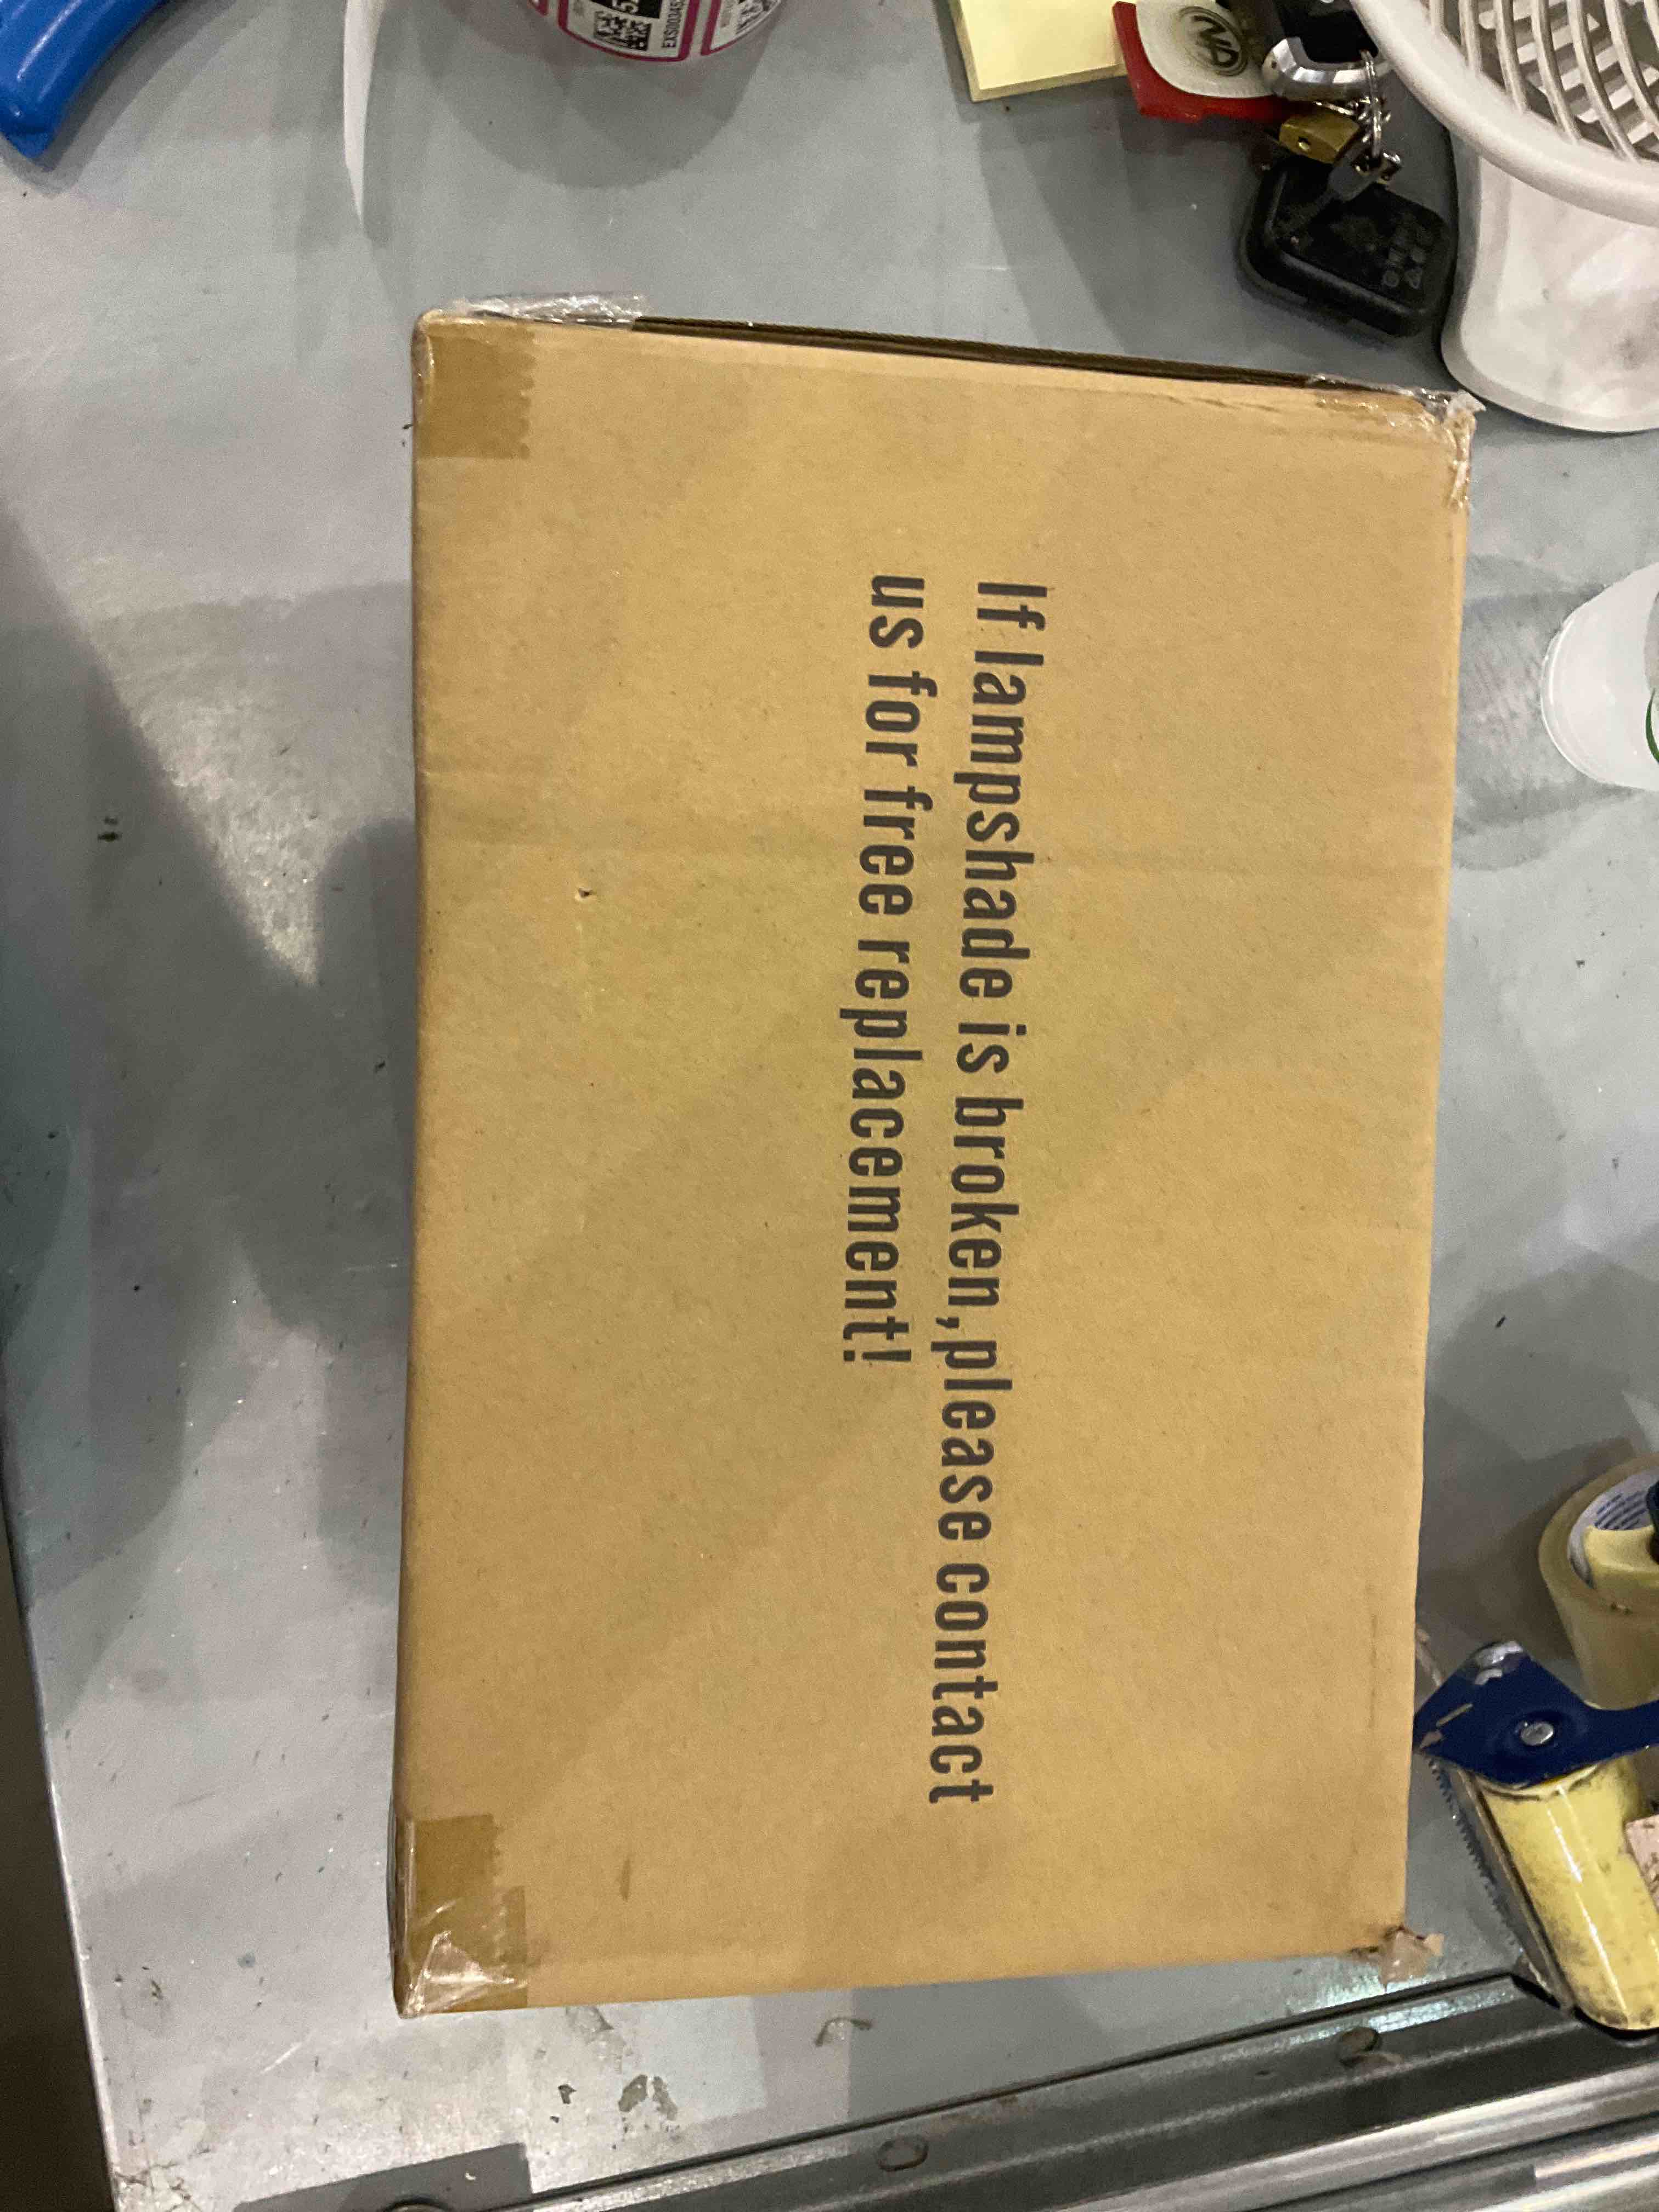 If lampshade is broken,please contact
us for free replacement!